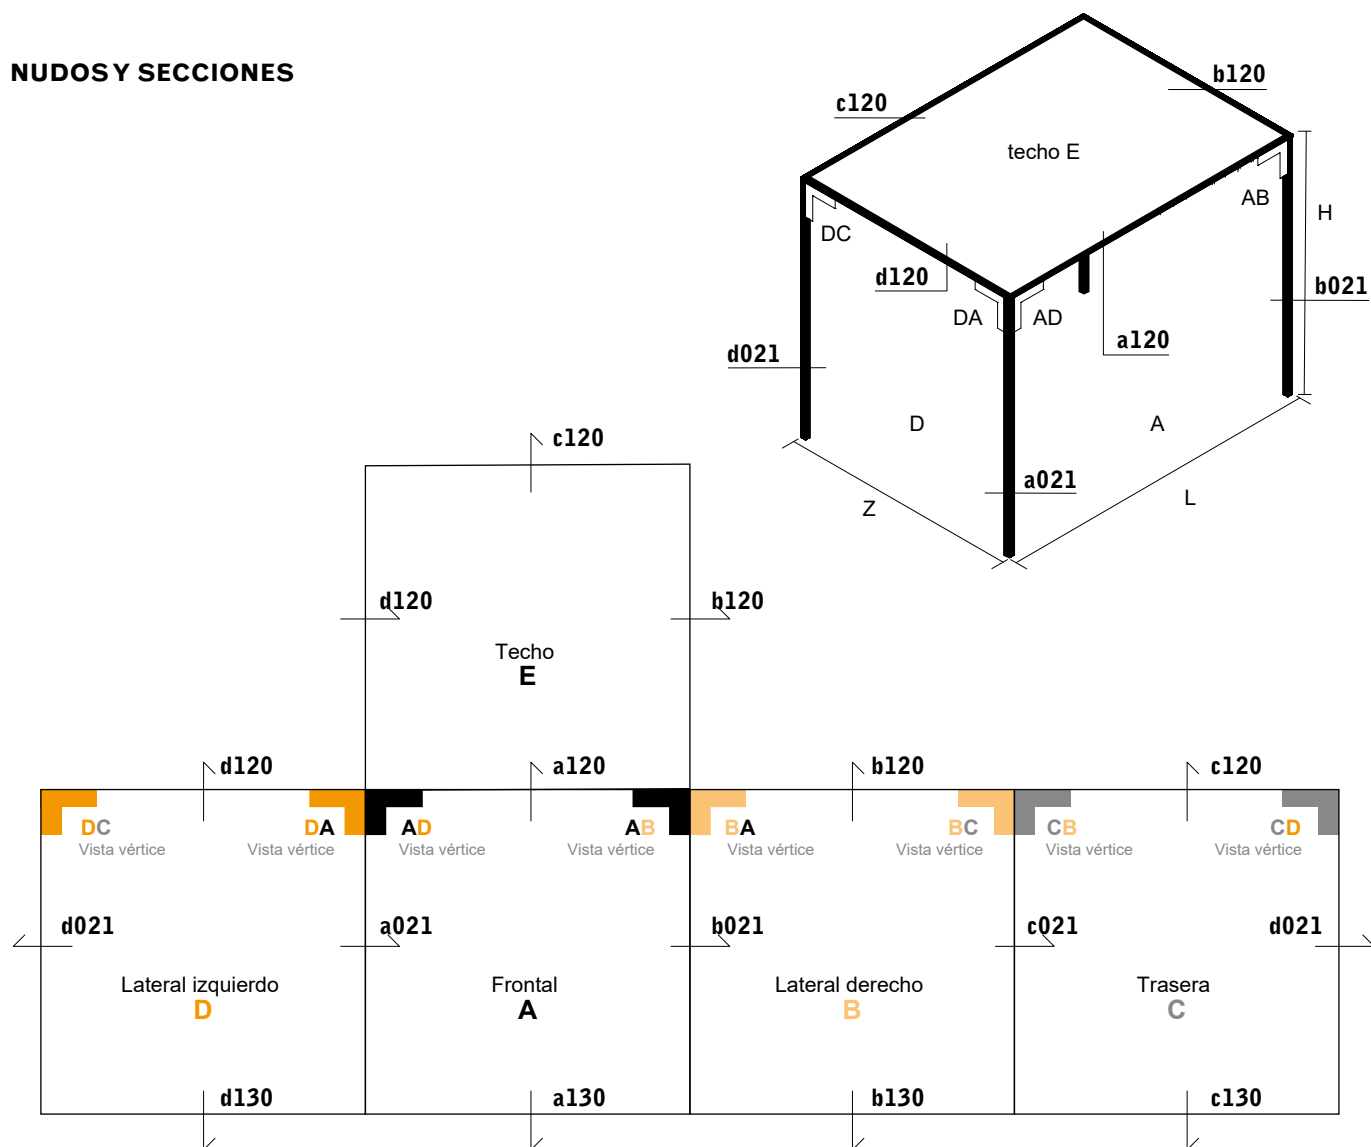 NUDOS Y SECCIONES
b120
c120
techo E
AB
H
DC
d120
b021
DA
AD
a120
d021
D
A
a021
Z
L
c120
d120
b120
Techo
E
d120
a120
b120
c120
DC
DA
AD
AB
BA
BC
CB
CD
Vista vértice
Vista vértice
Vista vértice
Vista vértice
Vista vértice
Vista vértice
Vista vértice
Vista vértice
d021
a021
b021
c021
d021
Lateral izquierdo
D
Frontal
A
Lateral derecho
B
Trasera
C
d130
a130
b130
c130